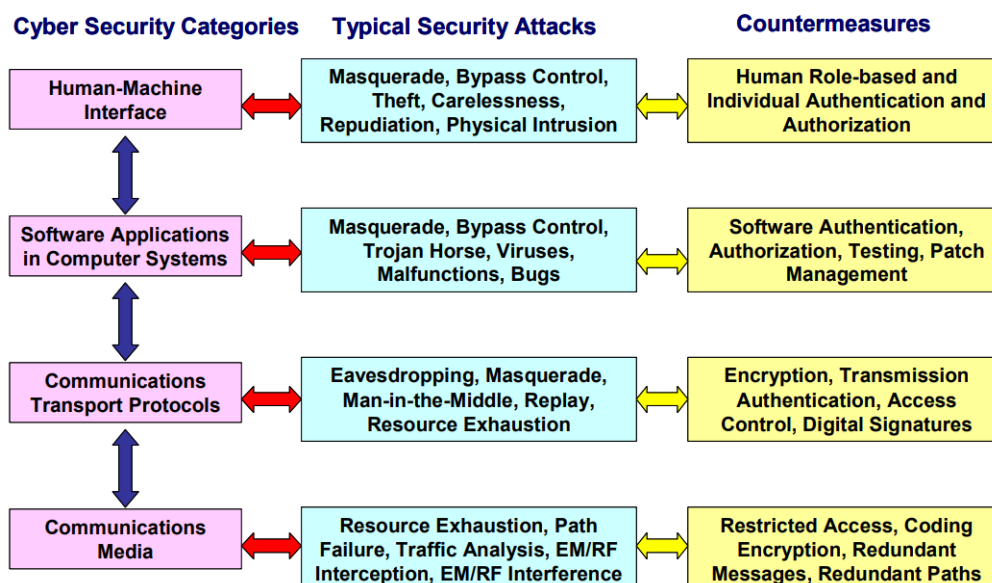 Cyber Security Categories
Typical Security Attacks
Countermeasures
Human-Machine
Interface
Masquerade, Bypass Control,
Theft, Carelessness,
Repudiation, Physical Intrusion
Human Role-based and
Individual Authentication and
Authorization
Software Applications
in Computer Systems
Masquerade, Bypass Control,
Trojan Horse, Viruses,
Malfunctions, Bugs
Software Authentication,
Authorization, Testing, Patch
Management
Communications
Transport Protocols
Eavesdropping, Masquerade,
Man-in-the-Middle, Replay,
Resource Exhaustion
Encryption, Transmission
Authentication, Access
Control, Digital Signatures
Communications
Media
Resource Exhaustion, Path
Failure, Traffic Analysis, EM/RF
Interception, EM/RF Interference
Restricted Access, Coding
Encryption, Redundant
Messages, Redundant Paths